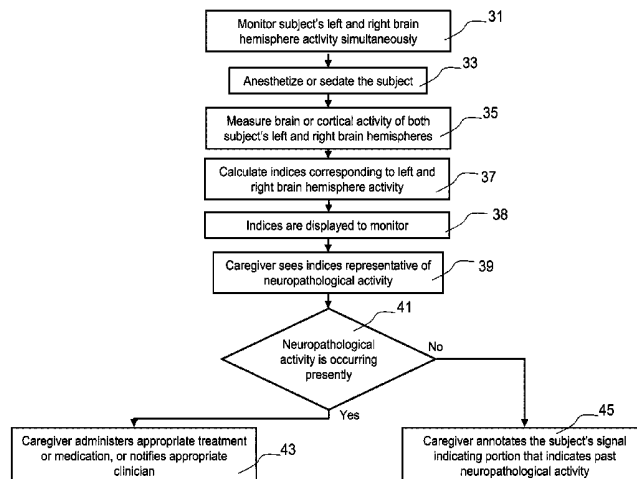 Monitor subject's left and right brain
hemisphere activity simultaneously
31
Anesthetize or sedate the subject
33
Measure brain or cortical activity of both
subject's left and right brain hemispheres
35
Calculate indices corresponding to left and
right brain hemisphere activity
37
Indices are displayed to monitor
38
Caregiver sees indices representative of
neuropathological activity
39
41
Neuropathological
activity is occurring
presently
No
Yes
Caregiver administers appropriate treatment
or medication, or notifies appropriate
clinician
43
45
Caregiver annotates the subject's signal
indicating portion that indicates past
neuropathological activity